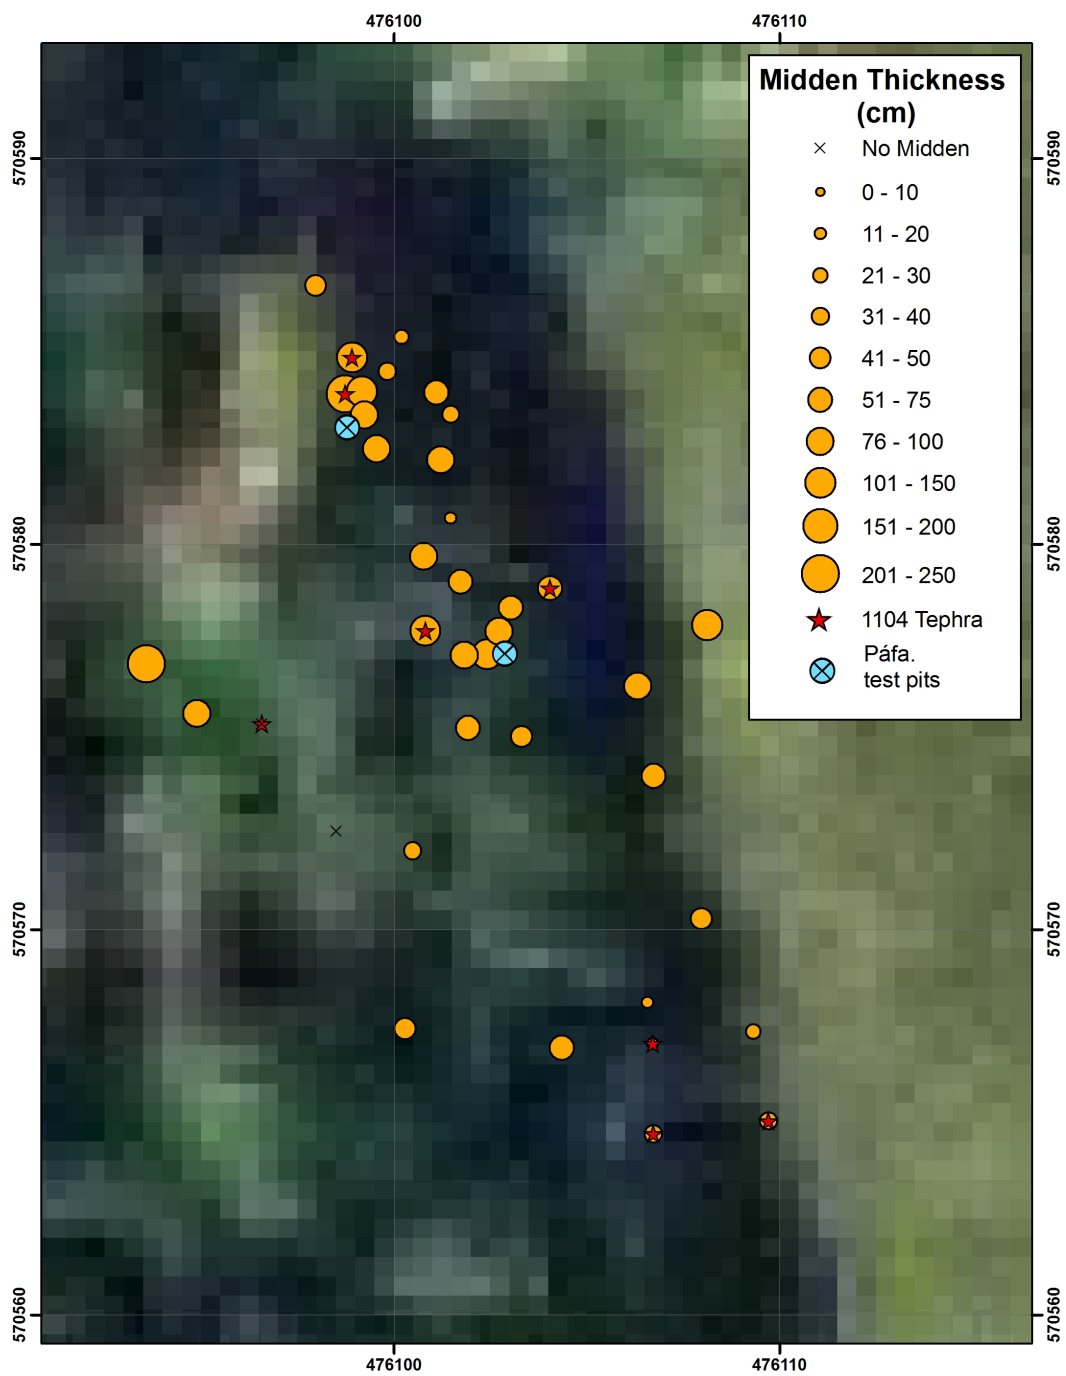 476100
476110
Midden Thickness
(cm)
No Midden
0 - 10
11 - 20
21 - 30
31 - 40
41 - 50
51 - 75
76 - 100
101 - 150
151 - 200
201 - 250
1104 Tephra
Páfa.
test pits
570590
570590
570580
570580
570570
570570
570560
570560
476100
476110